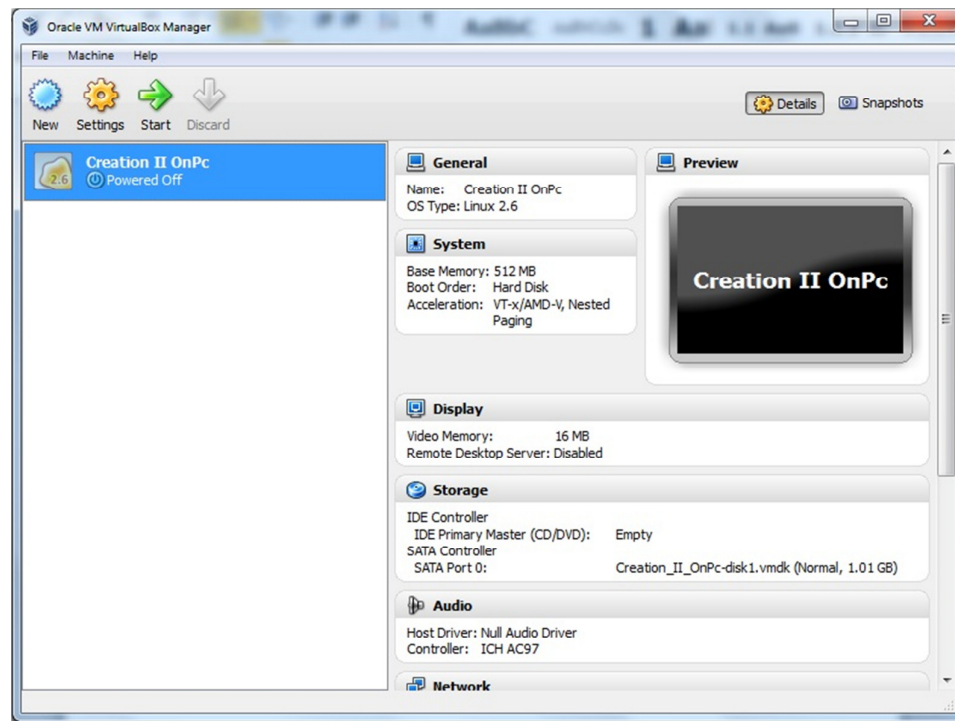 Oracle VM VirtualBox Manager
File Machine Help
New Settings Start Discard
Details Snapshots
Creation II OnPc
2.6
Powered Off
General
Name: Creation II OnPc
OS Type: Linux 2.6
System
Base Memory: 512 MB
Boot Order: Hard Disk
Acceleration: VT-x/AMD-V, Nested
Paging
Preview
Creation II OnPc
Display
Video Memory: 16 MB
Remote Desktop Server: Disabled
Storage
IDE Controller
IDE Primary Master (CD/DVD): Empty
SATA Controller
SATA Port 0: Creation_II_OnPc-disk1.vmdk (Normal, 1.01 GB)
Audio
Host Driver: Null Audio Driver
Controller: ICH AC97
Network